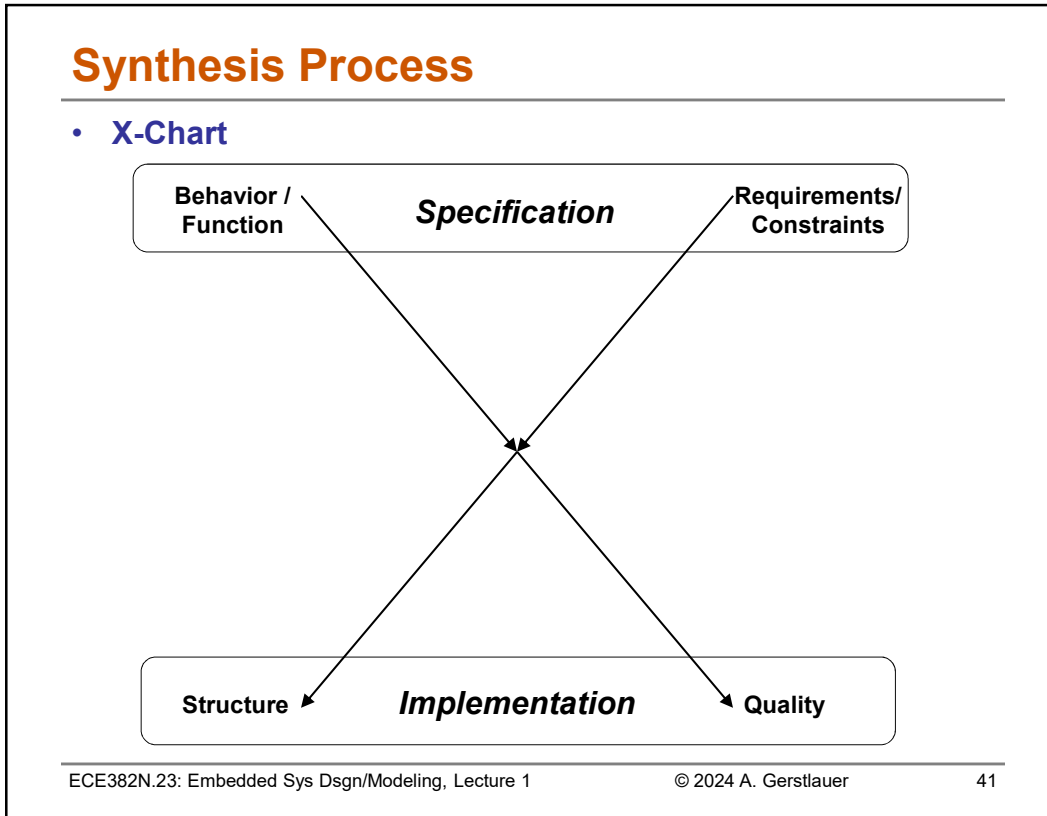 Synthesis Process
• X-Chart
Behavior /
Function
Specification
Requirements/
Constraints
Structure
Implementation
Quality
ECE382N.23: Embedded Sys Dsgn/Modeling, Lecture 1
© 2024 A. Gerstlauer
41